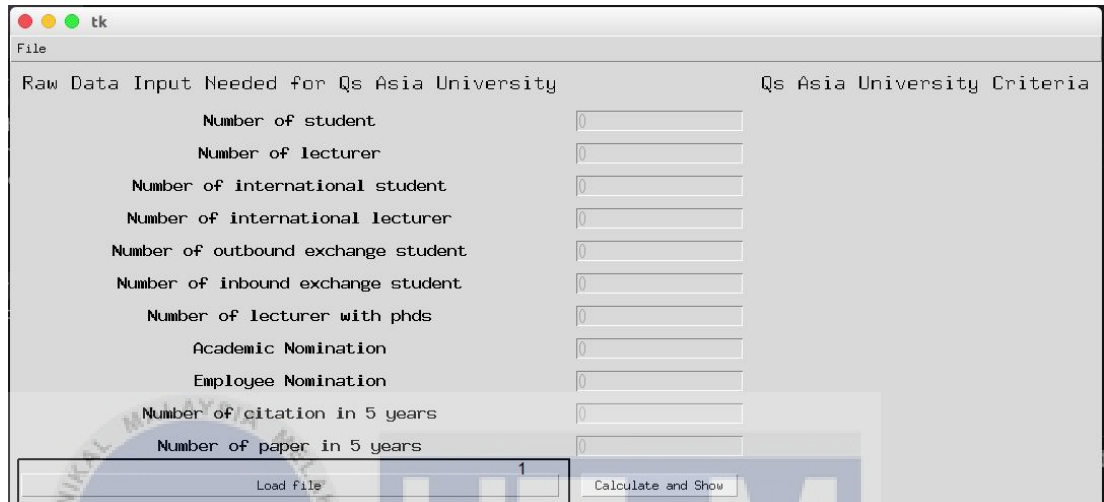 tk
File
Raw Data Input Needed for Qs Asia University Qs Asia University Criteria
Number of student 0
Number of lecturer 0
Number of international student 0
Number of international lecturer 0
Number of outbound exchange student 0
Number of inbound exchange student 0
Number of lecturer with phds 0
Academic Nomination 0
Employee Nomination 0
Number of citation in 5 years 0
Number of paper in 5 years 0
1
Load file Calculate and Show
MALAYSIA